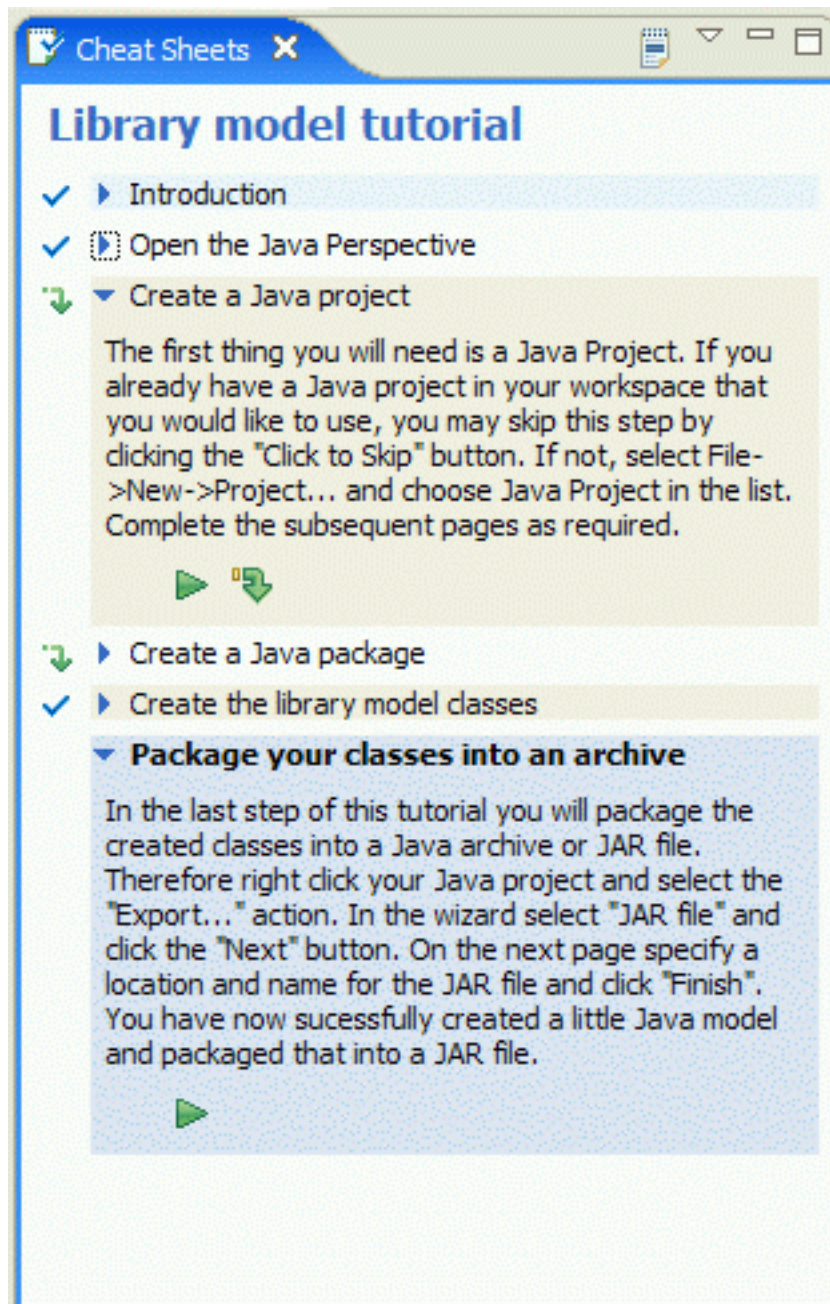 Cheat Sheets
Library model tutorial
Introduction
Open the Java Perspective
Create a Java project
The first thing you will need is a Java Project. If you
already have a Java project in your workspace that
you would like to use, you may skip this step by
clicking the "Click to Skip" button. If not, select File-
>New->Project... and choose Java Project in the list.
Complete the subsequent pages as required.
Create a Java package
Create the library model classes
Package your classes into an archive
In the last step of this tutorial you will package the
created classes into a Java archive or JAR file.
Therefore right click your Java project and select the
"Export..." action. In the wizard select "JAR file" and
click the "Next" button. On the next page specify a
location and name for the JAR file and click "Finish".
You have now sucessfully created a little Java model
and packaged that into a JAR file.